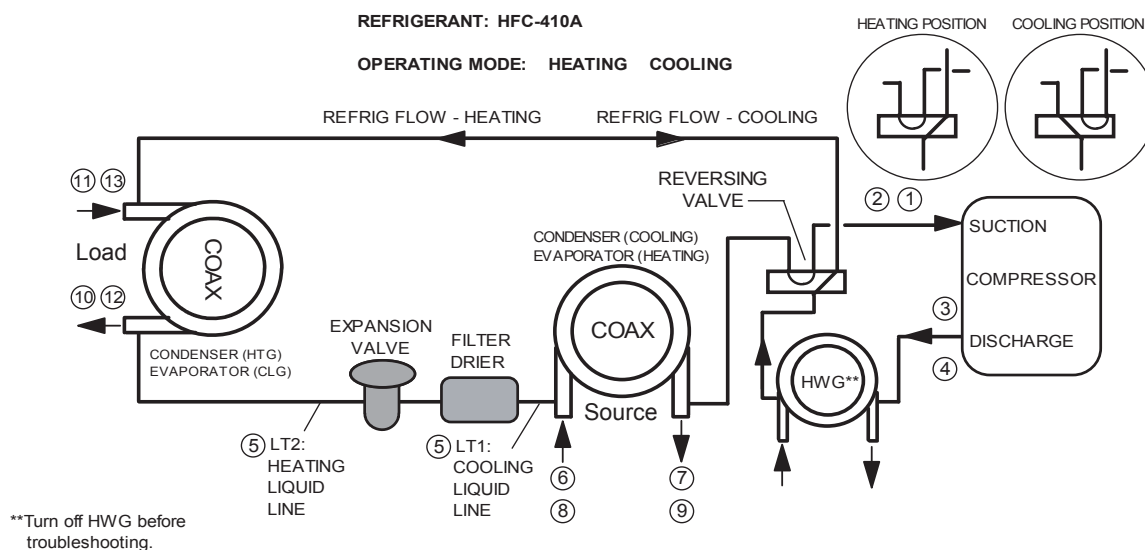 REFRIGERANT: HFC-410A
OPERATING MODE: HEATING COOLING
HEATING POSITION
COOLING POSITION
REFRIG FLOW - HEATING
REFRIG FLOW - COOLING
REVERSING
VALVE
2 1
SUCTION
COMPRESSOR
3
DISCHARGE
4
11 13
Load
10 12
COAX
CONDENSER (HTG)
EVAPORATOR (CLG)
EXPANSION
VALVE
FILTER
DRIER
CONDENSER (COOLING)
EVAPORATOR (HEATING)
COAX
Source
HWG**
5 LT2:
HEATING
LIQUID
LINE
5 LT1:
COOLING
LIQUID
LINE
6
8
7
9
**Turn off HWG before
troubleshooting.